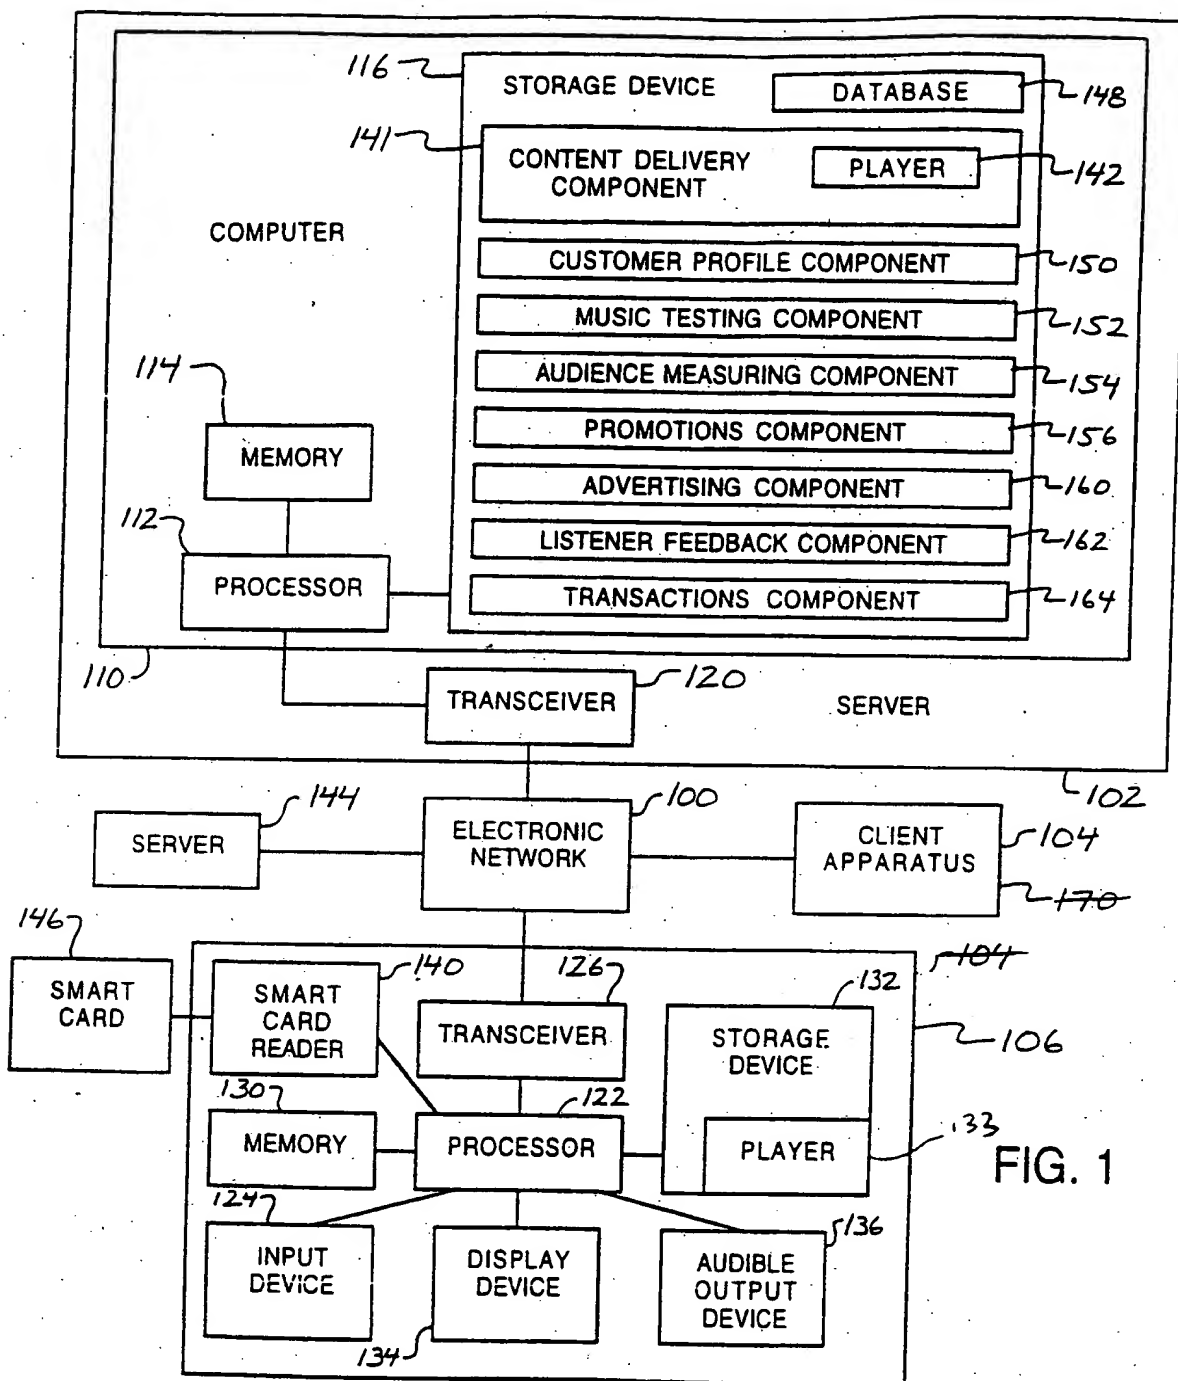 116
STORAGE DEVICE
DATABASE
148
141
CONTENT DELIVERY
COMPONENT
PLAYER
142
COMPUTER
CUSTOMER PROFILE COMPONENT
150
MUSIC TESTING COMPONENT
152
114
AUDIENCE MEASURING COMPONENT
154
MEMORY
PROMOTIONS COMPONENT
156
ADVERTISING COMPONENT
160
112
LISTENER FEEDBACK COMPONENT
162
PROCESSOR
TRANSACTIONS COMPONENT
164
110
120
TRANSCEIVER
SERVER
102
144
100
SERVER
ELECTRONIC
NETWORK
CLIENT
APPARATUS
104
170
146
SMART
CARD
140
SMART
CARD
READER
126
TRANSCEIVER
132
STORAGE
DEVICE
104
106
130
MEMORY
122
PROCESSOR
PLAYER
133
FIG. 1
124
INPUT
DEVICE
DISPLAY
DEVICE
134
AUDIBLE
OUTPUT
DEVICE
136